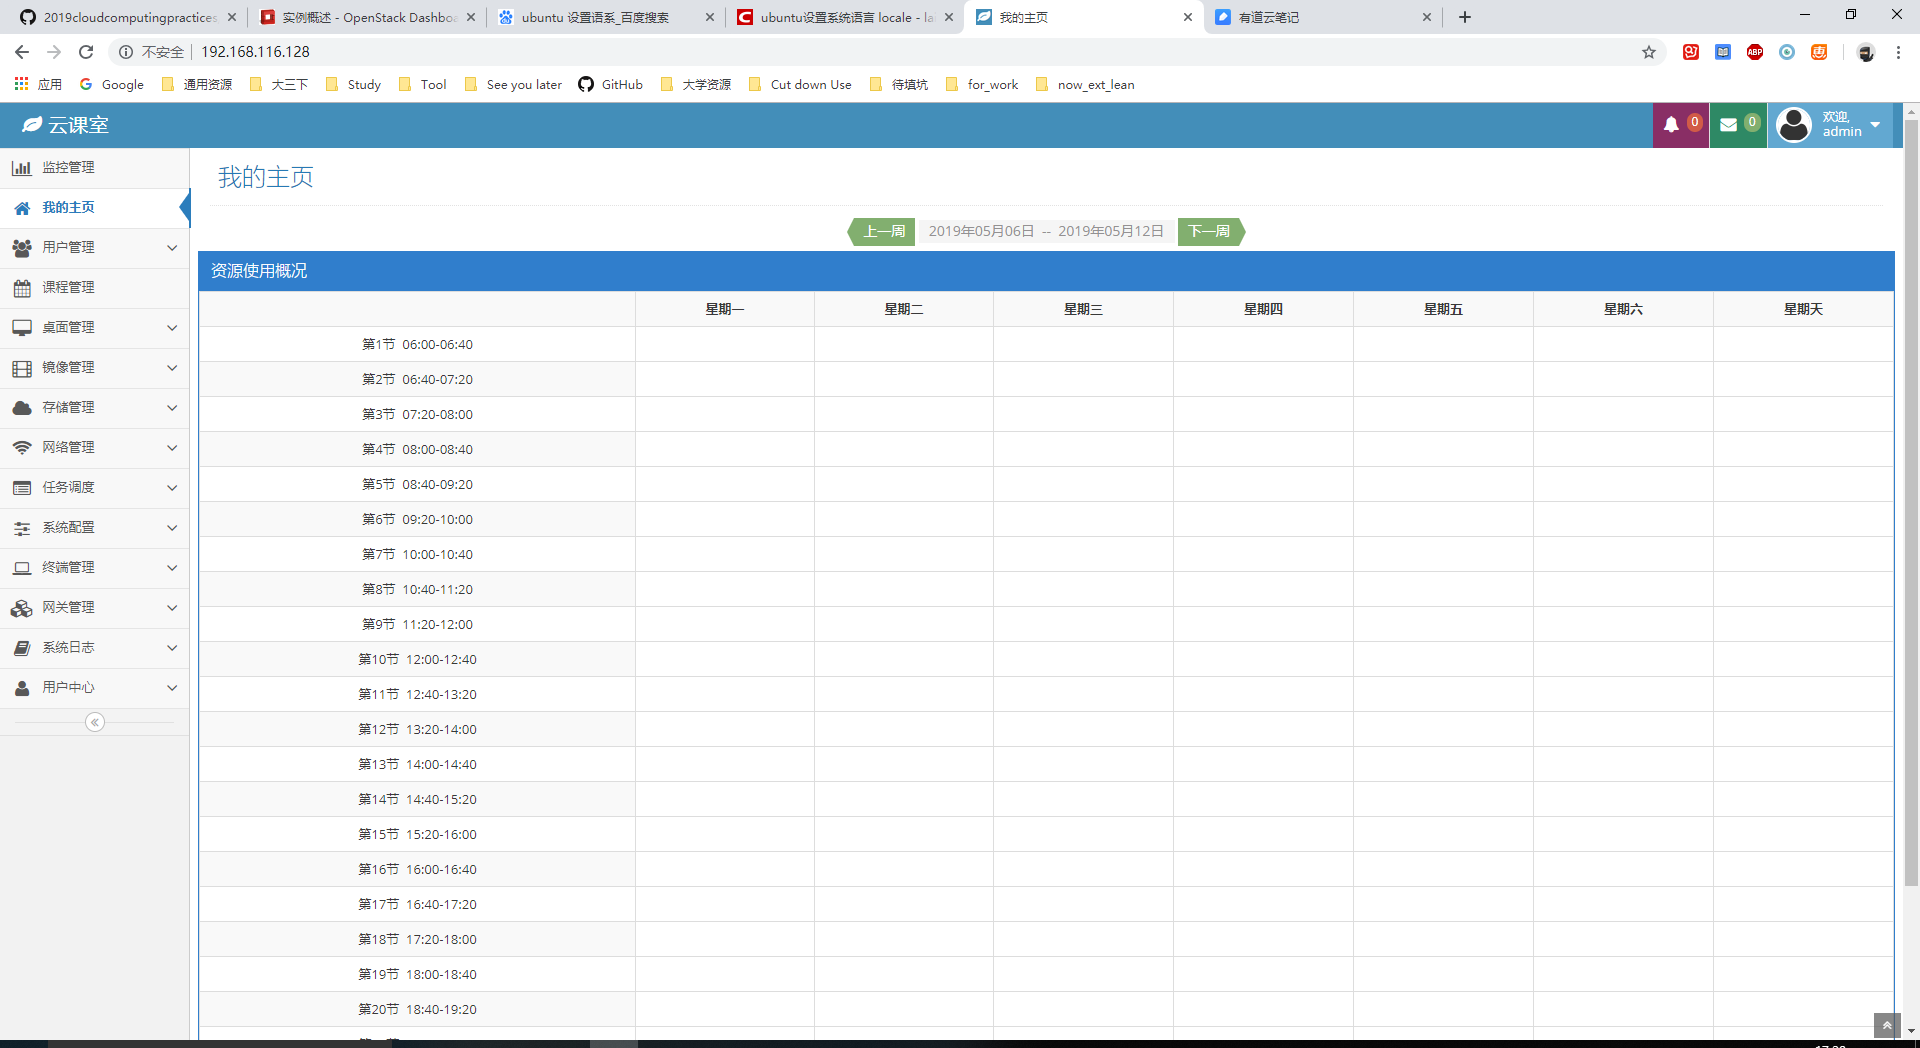 2019cloudcomputingpractices
实例概述 - OpenStack Dashboa
ubuntu 设置语系_百度搜索
ubuntu设置系统语言 locale - la
我的主页
有道云笔记
不安全 192.168.116.128
应用 Google 通用资源 大三下 Study Tool See you later GitHub 大学资源 Cut down Use 待填坑 for_work now_ext_lean
云课室
0
0
欢迎,
admin
监控管理
我的主页
用户管理
课程管理
桌面管理
镜像管理
存储管理
网络管理
任务调度
系统配置
终端管理
网关管理
系统日志
用户中心
我的主页
上一周 2019年05月06日 -- 2019年05月12日 下一周
资源使用概况
星期一 星期二 星期三 星期四 星期五 星期六 星期天
第1节 06:00-06:40
第2节 06:40-07:20
第3节 07:20-08:00
第4节 08:00-08:40
第5节 08:40-09:20
第6节 09:20-10:00
第7节 10:00-10:40
第8节 10:40-11:20
第9节 11:20-12:00
第10节 12:00-12:40
第11节 12:40-13:20
第12节 13:20-14:00
第13节 14:00-14:40
第14节 14:40-15:20
第15节 15:20-16:00
第16节 16:00-16:40
第17节 16:40-17:20
第18节 17:20-18:00
第19节 18:00-18:40
第20节 18:40-19:20